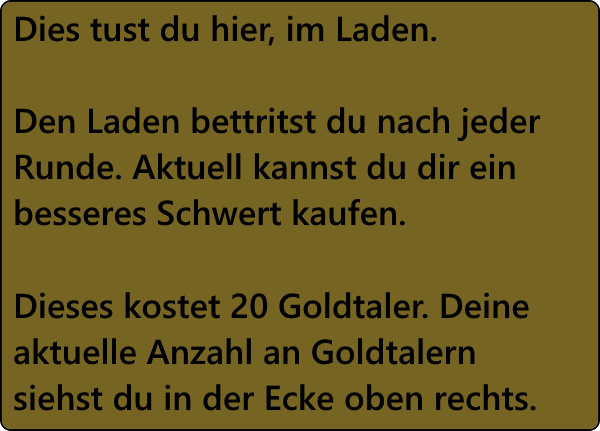 Dies tust du hier, im Laden.
Den Laden bettritst du nach jeder
Runde. Aktuell kannst du dir ein
besseres Schwert kaufen.
Dieses kostet 20 Goldtaler. Deine
aktuelle Anzahl an Goldtalern
siehst du in der Ecke oben rechts.